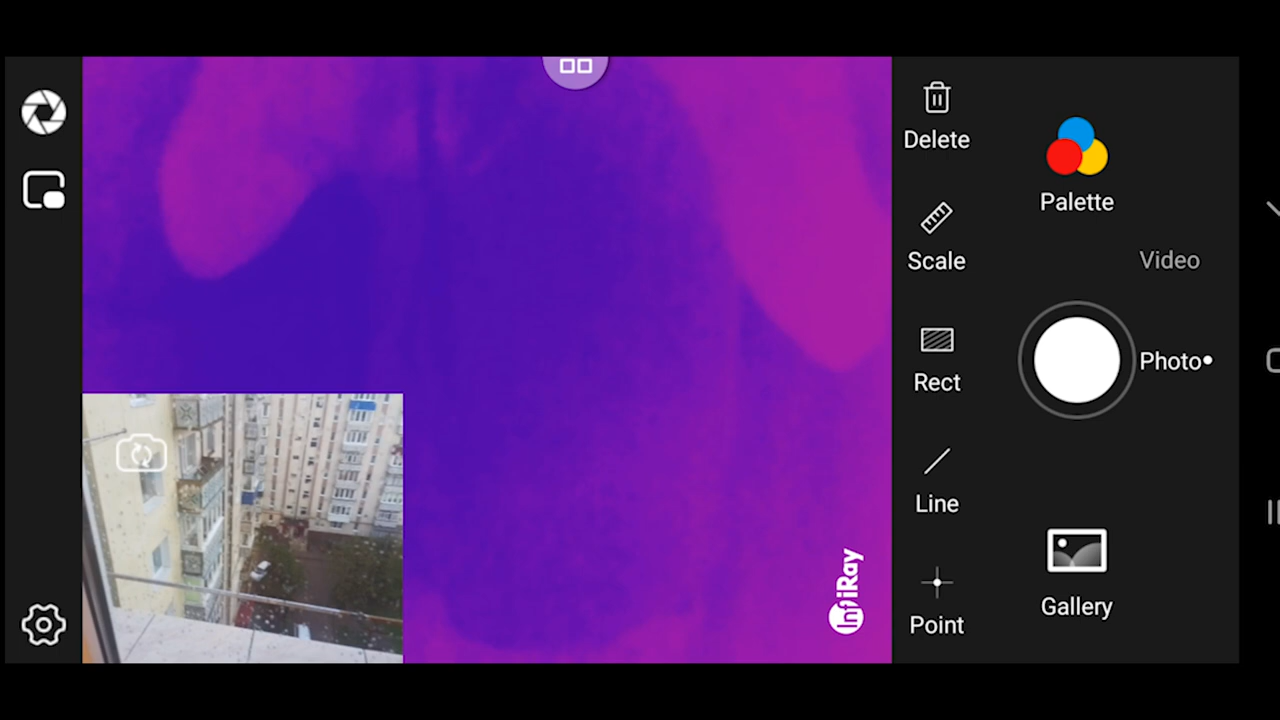 Delete
Scale
Rect
Line
Point
Palette
Video
Photo
Gallery
InfiRay